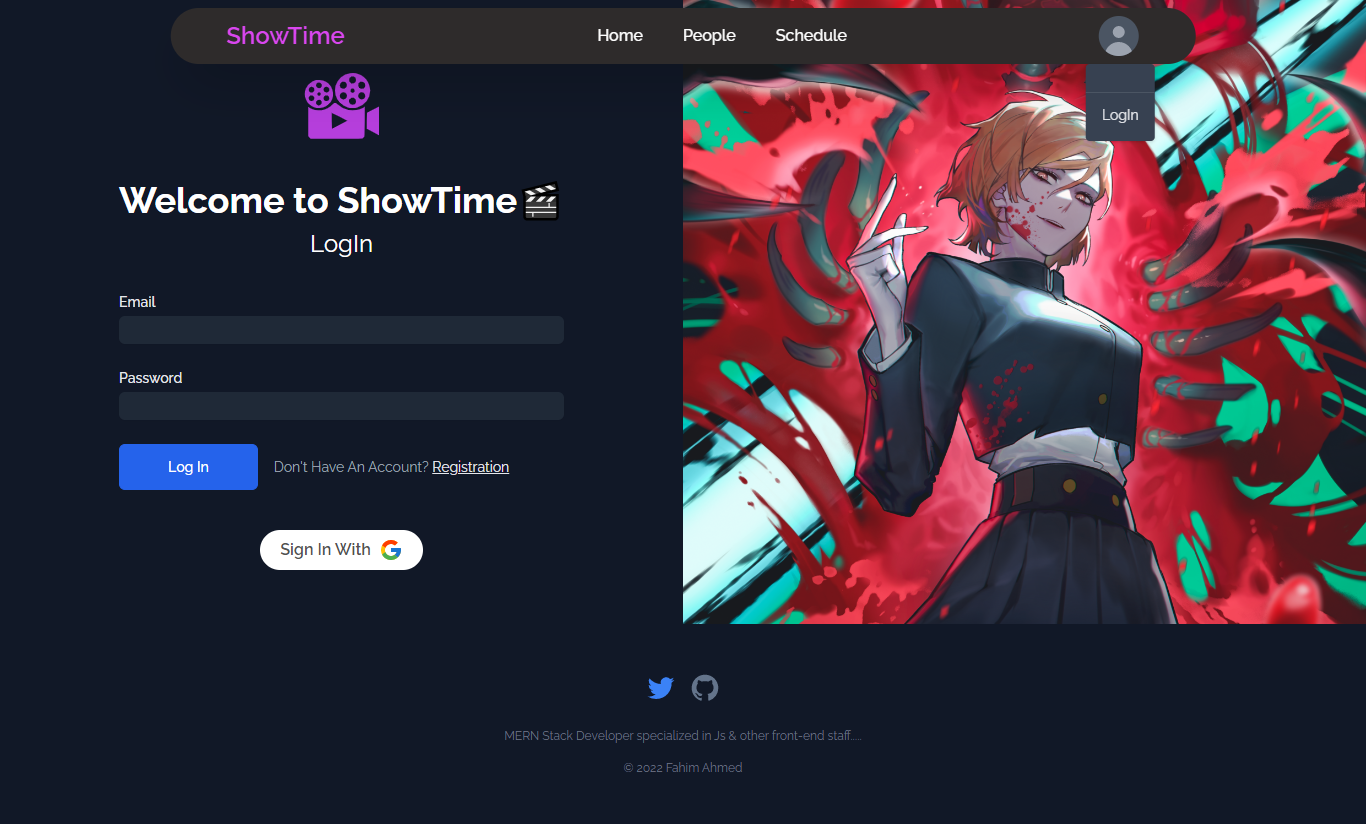 ShowTime
Home People Schedule
LogIn
Welcome to ShowTime🎬
LogIn
Email
Password
Log In Don't Have An Account? Registration
Sign In With
MERN Stack Developer specialized in Js & other front-end staff.....
© 2022 Fahim Ahmed